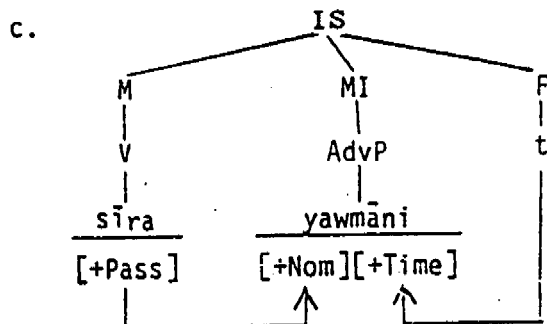 c.
IS
M MI F
V AdvP t
sīra yawmāni
[+Pass] [+Nom][+Time]